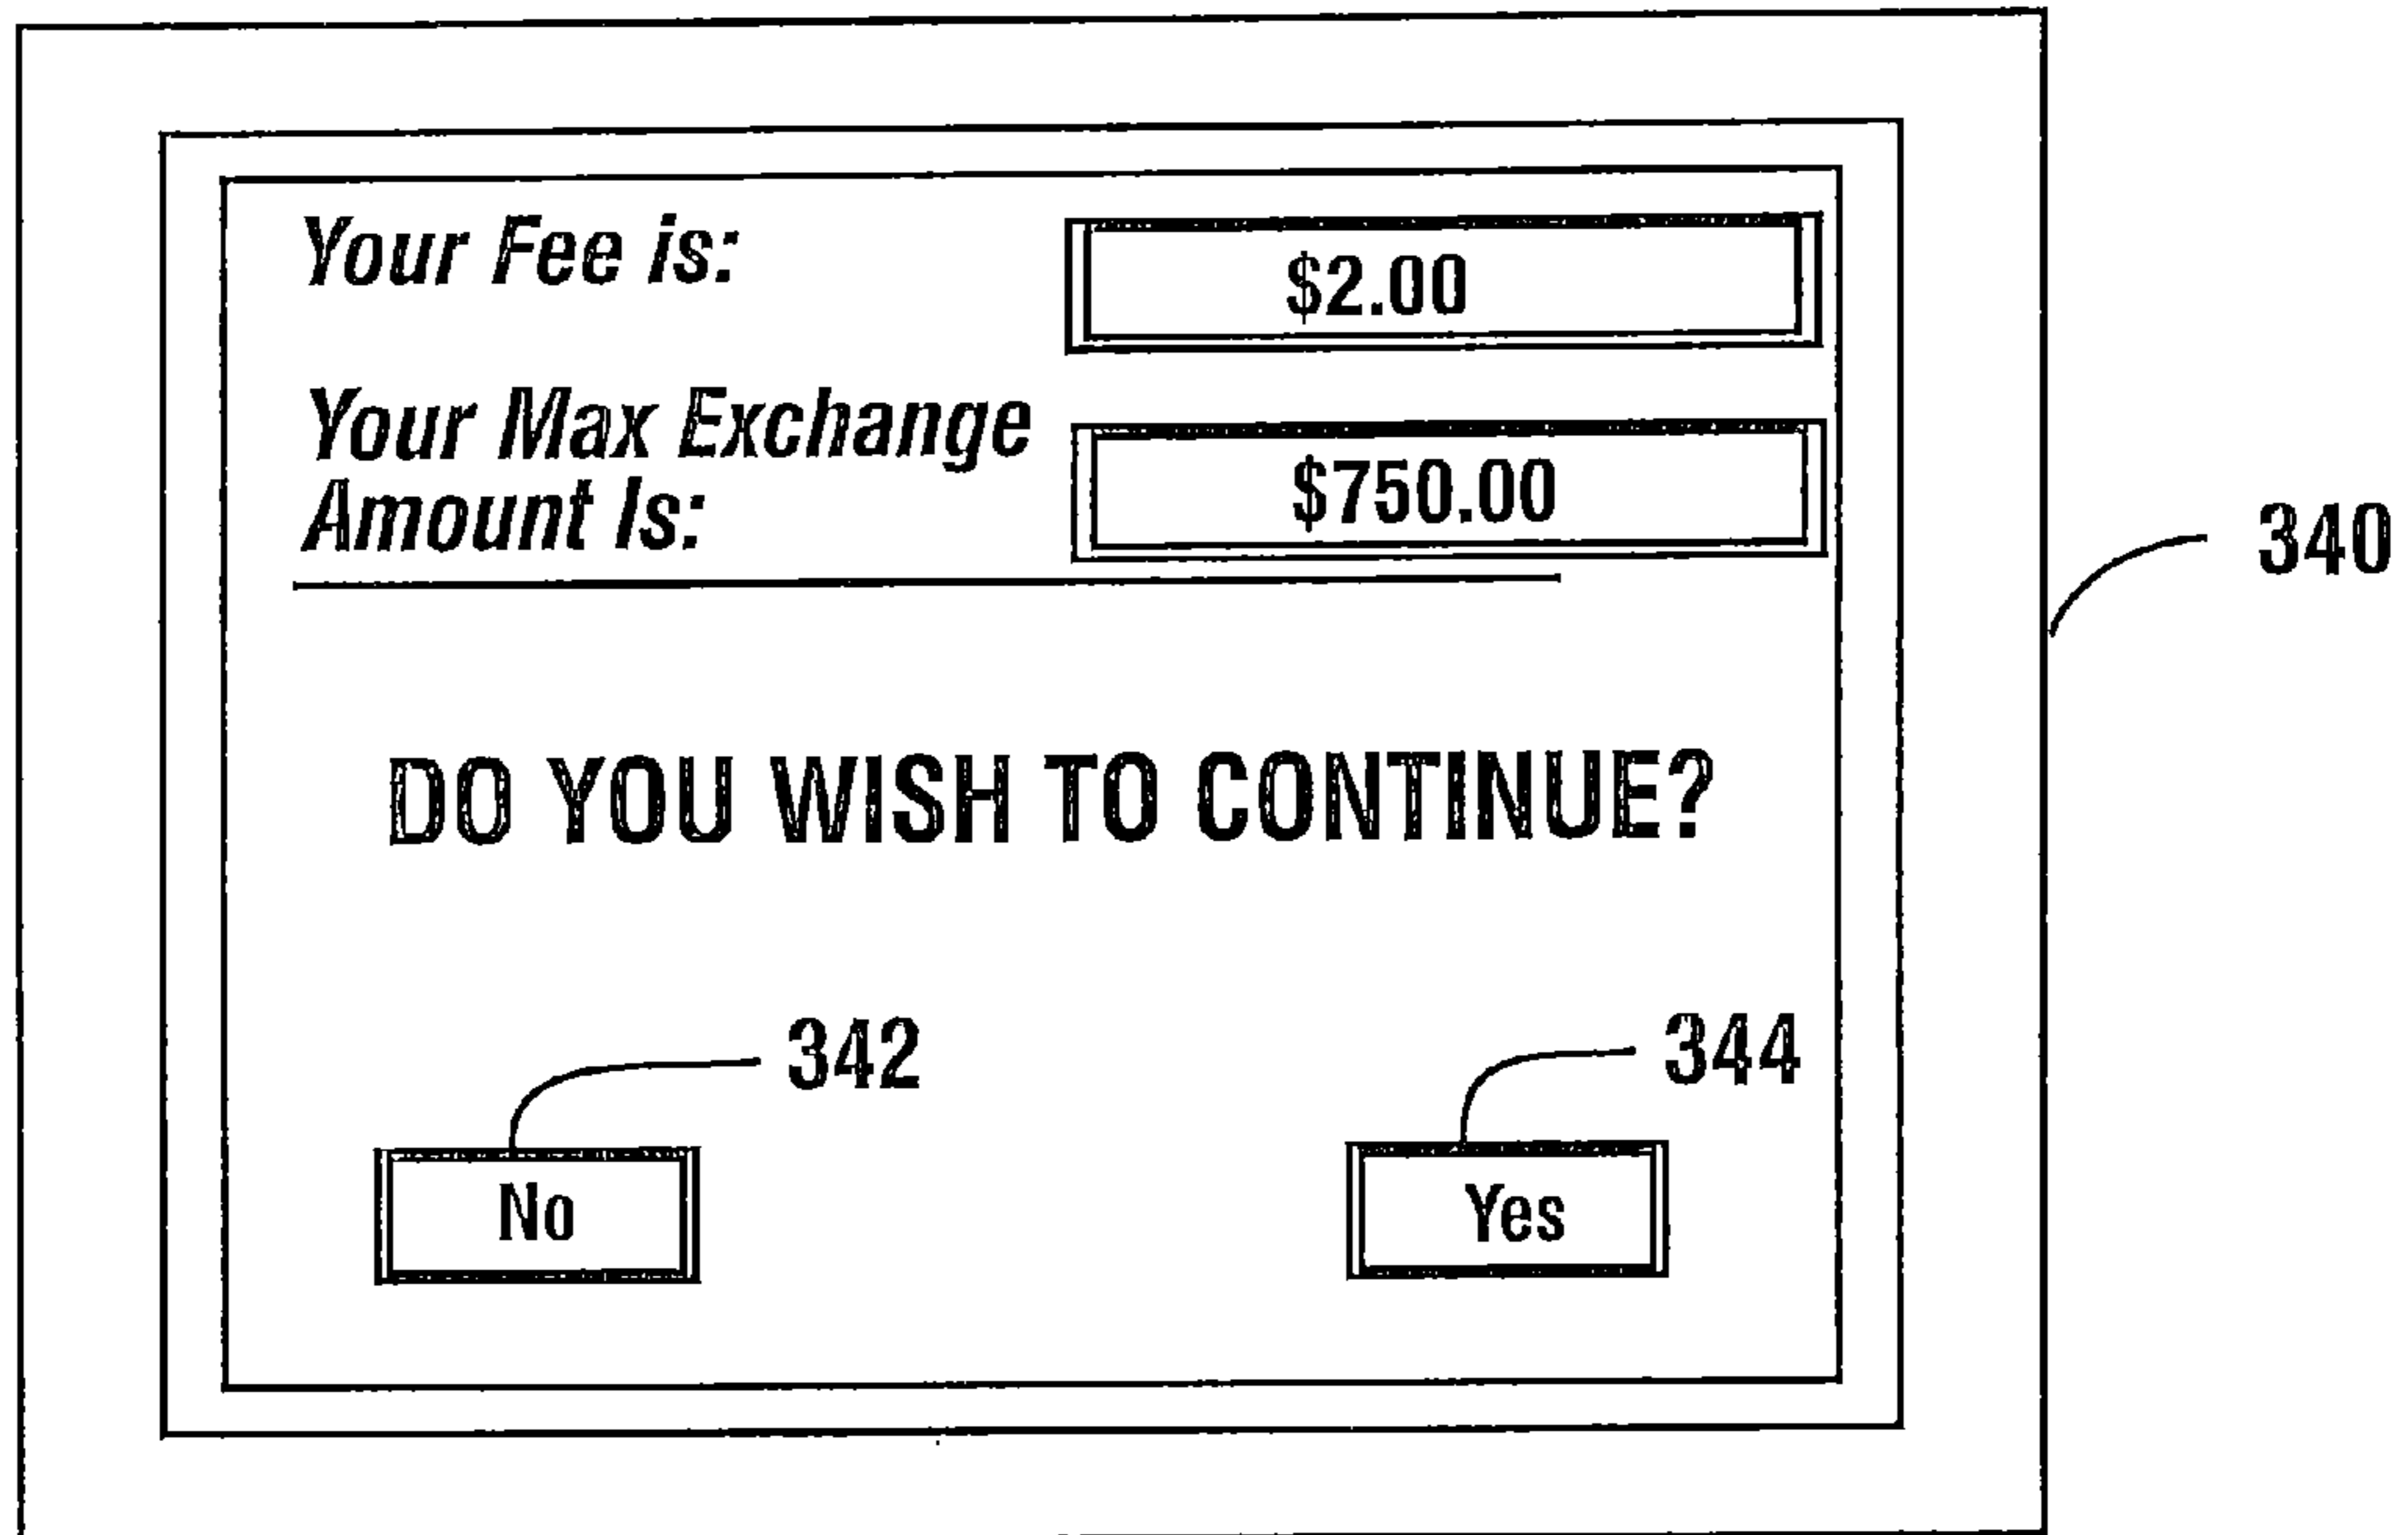 Your Fee is:
$2.00
Your Max Exchange
Amount Is:
$750.00
340
DO YOU WISH TO CONTINUE?
342
344
No
Yes